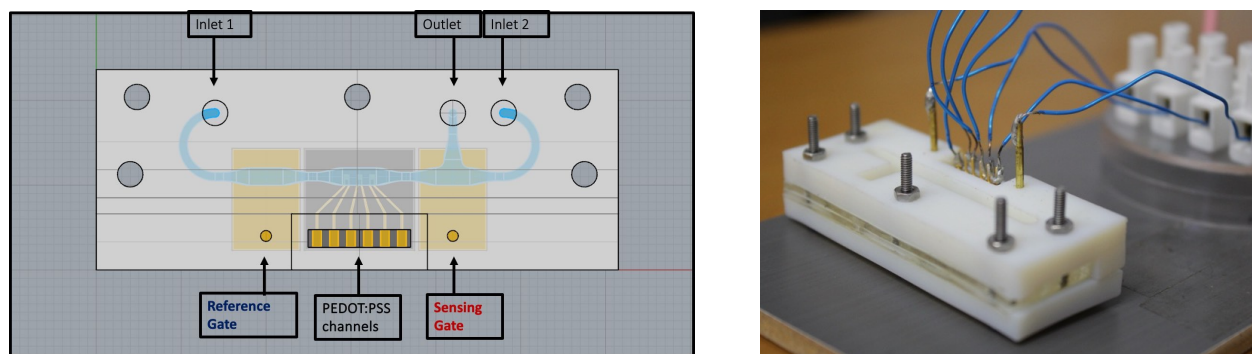 Inlet 1
Outlet
Inlet 2
Reference
Gate
PEDOT:PSS
channels
Sensing
Gate